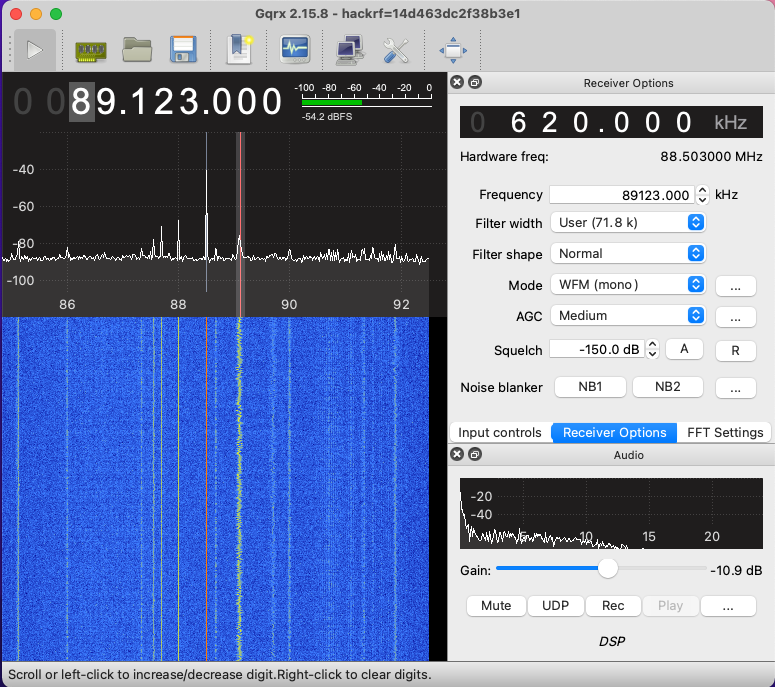 Gqrx 2.15.8 - hackrf=14d463dc2f38b3e1
0 089.123.000
-100 -80 -60 -40 -20 0
-54.2 dBFS
-40
-60
-80
-100
86 88 90 92
Receiver Options
0 620.000 kHz
Hardware freq: 88.503000 MHz
Frequency 89123.000 kHz
Filter width User (71.8 k)
Filter shape Normal
Mode WFM (mono) ...
AGC Medium ...
Squelch -150.0 dB A R
Noise blanker NB1 NB2 ...
Input controls Receiver Options FFT Settings
Audio
-20
-40
5 10 15 20
Gain: -10.9 dB
Mute UDP Rec Play ...
DSP
Scroll or left-click to increase/decrease digit.Right-click to clear digits.